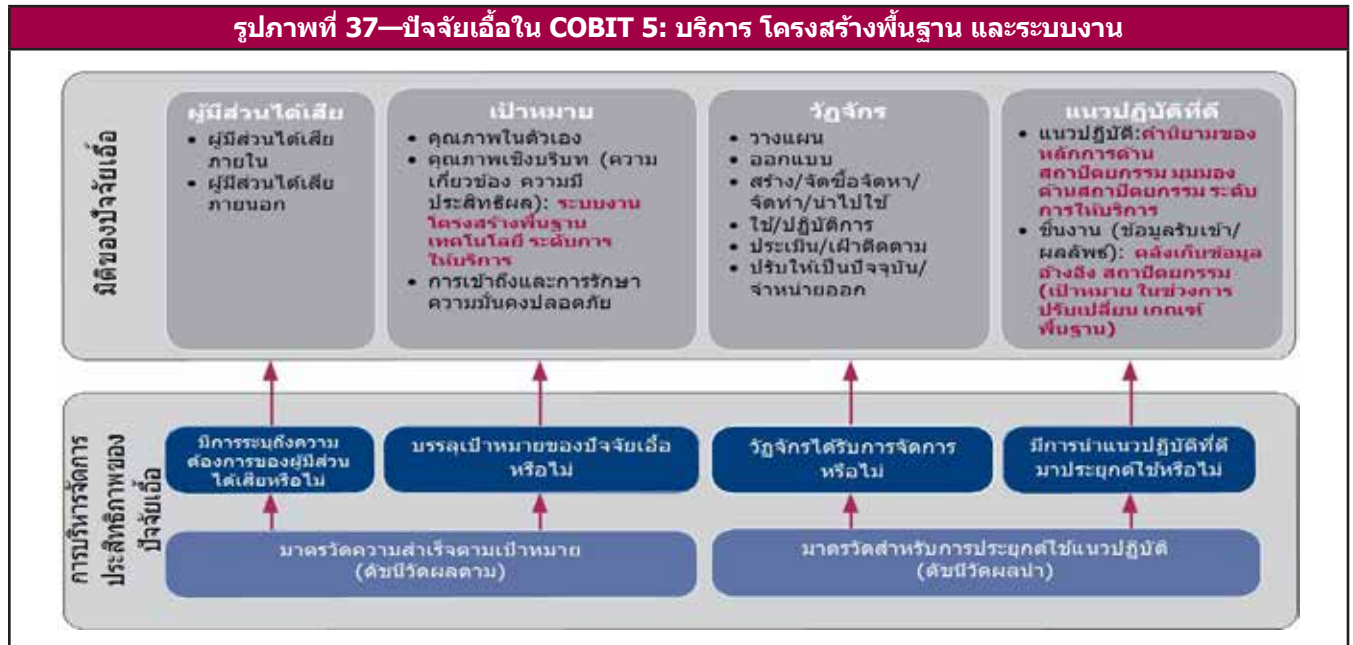 รูปภาพที่ 37—ปัจจัยเอื้อใน COBIT 5: บริการ โครงสร้างพื้นฐาน และระบบงาน
มิติของปัจจัยเอื้อ
ผู้มีส่วนได้เสีย
• ผู้มีส่วนได้เสีย
ภายใน
• ผู้มีส่วนได้เสีย
ภายนอก
เป้าหมาย
• คุณภาพในตัวเอง
• คุณภาพเชิงบริบท (ความ
เกี่ยวข้อง ความมี
ประสิทธิผล): ระบบงาน
โครงสร้างพื้นฐาน
เทคโนโลยี ระดับการ
ให้บริการ
• การเข้าถึงและการรักษา
ความมั่นคงปลอดภัย
วัฏจักร
• วางแผน
• ออกแบบ
• สร้าง/จัดซื้อจัดหา/
จัดทำ/นำไปใช้
• ใช้/ปฏิบัติการ
• ประเมิน/เฝ้าติดตาม
• ปรับให้เป็นปัจจุบัน/
จำหน่ายออก
แนวปฏิบัติที่ดี
• แนวปฏิบัติ:คำนิยามของ
หลักการด้าน
สถาปัตยกรรม มุมมอง
ด้านสถาปัตยกรรม ระดับ
การให้บริการ
• ชิ้นงาน (ข้อมูลรับเข้า/
ผลลัพธ์): คลังเก็บข้อมูล
อ้างอิง สถาปัตยกรรม
(เป้าหมาย ในช่วงการ
ปรับเปลี่ยน เกณฑ์
พื้นฐาน)
การบริหารจัดการ
ประสิทธิภาพของ
ปัจจัยเอื้อ
มีการระบุถึงความ
ต้องการของผู้มีส่วน
ได้เสียหรือไม่
บรรลุเป้าหมายของปัจจัยเอื้อ
หรือไม่
วัฏจักรได้รับการจัดการ
หรือไม่
มีการนำแนวปฏิบัติที่ดี
มาประยุกต์ใช้หรือไม่
มาตรวัดความสำเร็จตามเป้าหมาย
(ดัชนีวัดผลตาม)
มาตรวัดสำหรับการประยุกต์ใช้แนวปฏิบัติ
(ดัชนีวัดผลนำ)